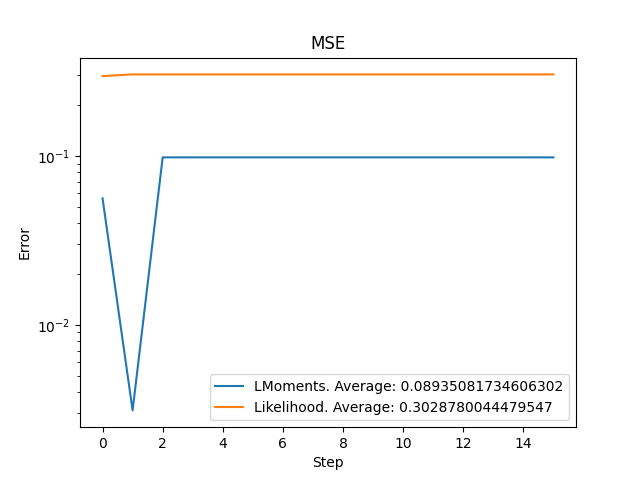 MSE
Error
10⁻¹
10⁻²
LMoments. Average: 0.08935081734606302
Likelihood. Average: 0.3028780044479547
0 2 4 6 8 10 12 14
Step